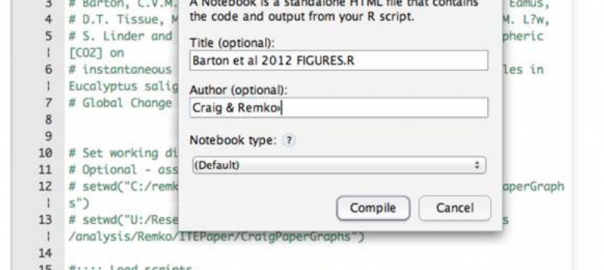 3 # Barton, C.V.M.
A Notebook is a standalone HTML file that contains
Eamus,
4 # D.T. Tissue, M
the code and output from your R script.
M. L?w,
5 # S. Linder and
pheric
[CO2] on
Title (optional):
Barton et al 2012 FIGURES.R
6 # instantaneous
les in
! Eucalyptus salig
Author (optional):
7 # Global Change
Craig & Remko
8
9
Notebook type: ?
10 # Set working di
(Default)
11 # Optional - ass
12 # setwd("C:/remk
aperGraph
! s")
Compile Cancel
13 # setwd("U:/Rese
s
! /analysis/Remko/ITEPaper/CraigPaperGraphs")
14
15 #:::: Load scripts